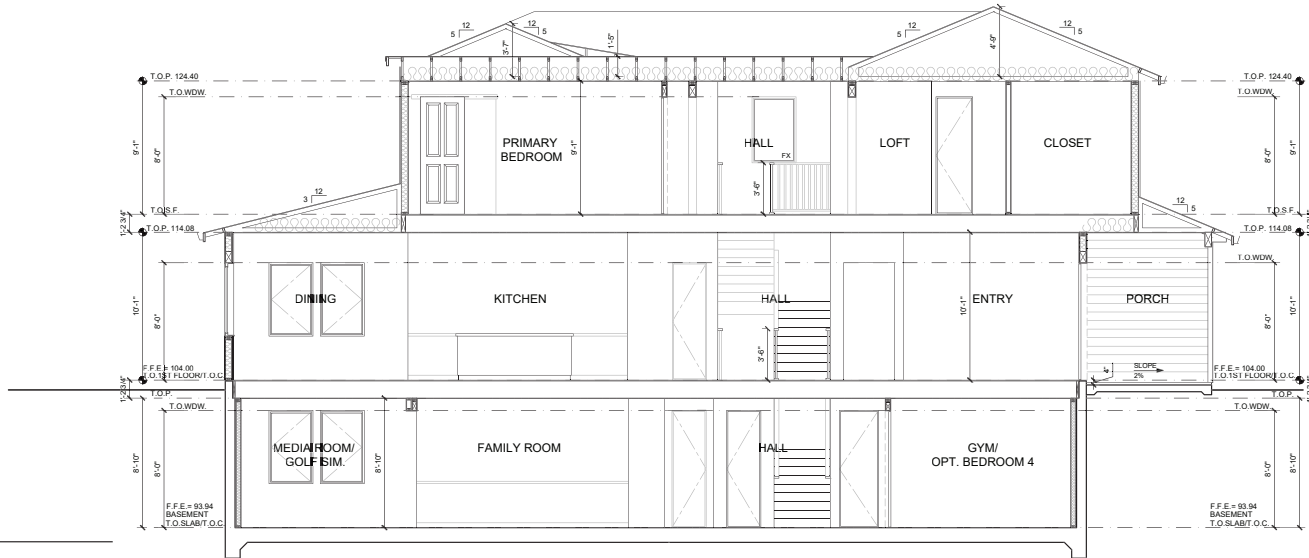 12
5
3'-7"
12
5
1'-5"
12
5
4'-9"
12
5
T.O.P. 124.40
T.O.WDW.
T.O.P. 124.40
T.O.WDW.
PRIMARY
BEDROOM
HALL
LOFT
CLOSET
9'-1"
8'-0"
9'-1"
FX
3'-6"
8'-0"
9'-1"
12
3
12
5
T.O.S.F.
T.O.P. 114.08
1'-2 3/4"
T.O.S.F.
T.O.P. 114.08
T.O.WDW.
DINING
KITCHEN
HALL
ENTRY
PORCH
10'-1"
8'-0"
3'-6"
10'-1"
8'-0"
10'-1"
4"
SLOPE
2%
F.F.E.= 104.00
T.O.1ST FLOOR/T.O.C.
1'-2 3/4"
T.O.P.
T.O.WDW.
F.F.E.= 104.00
T.O.1ST FLOOR/T.O.C.
T.O.P.
T.O.WDW.
MEDIA ROOM/
GOLF SIM.
FAMILY ROOM
HALL
GYM/
OPT. BEDROOM 4
8'-10"
8'-0"
8'-10"
8'-0"
8'-10"
F.F.E.= 93.94
BASEMENT
T.O.SLAB/T.O.C.
F.F.E.= 93.94
BASEMENT
T.O.SLAB/T.O.C.